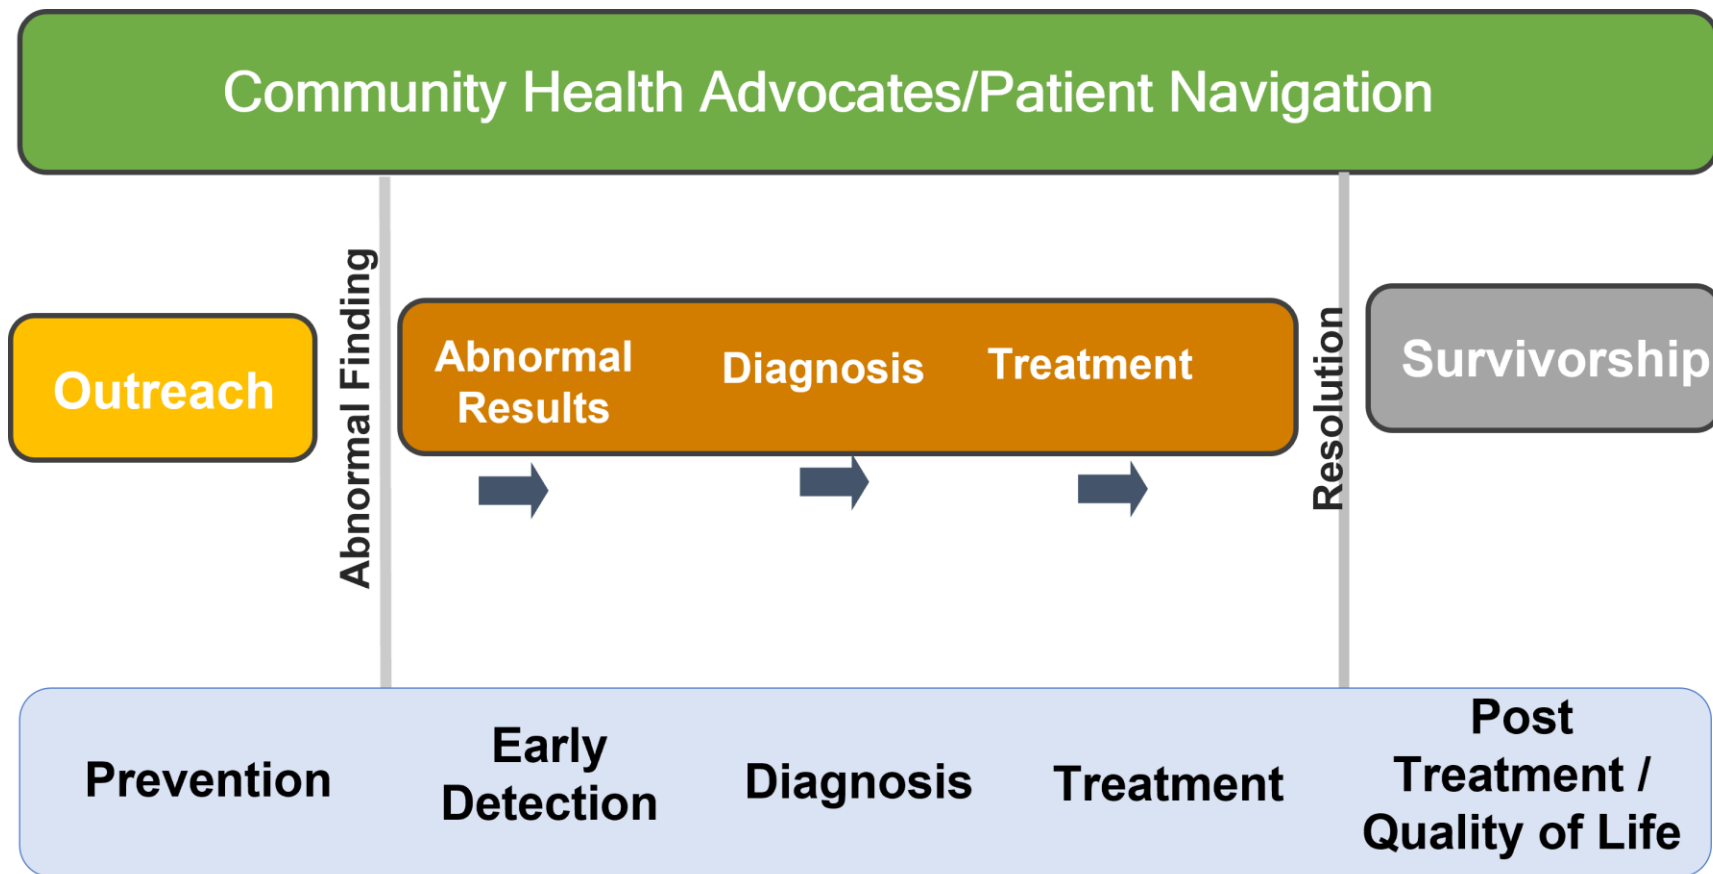 Community Health Advocates/Patient Navigation
Outreach
Abnormal Finding
Abnormal
Results
Diagnosis
Treatment
Resolution
Survivorship
Prevention
Early
Detection
Diagnosis
Treatment
Post
Treatment /
Quality of Life